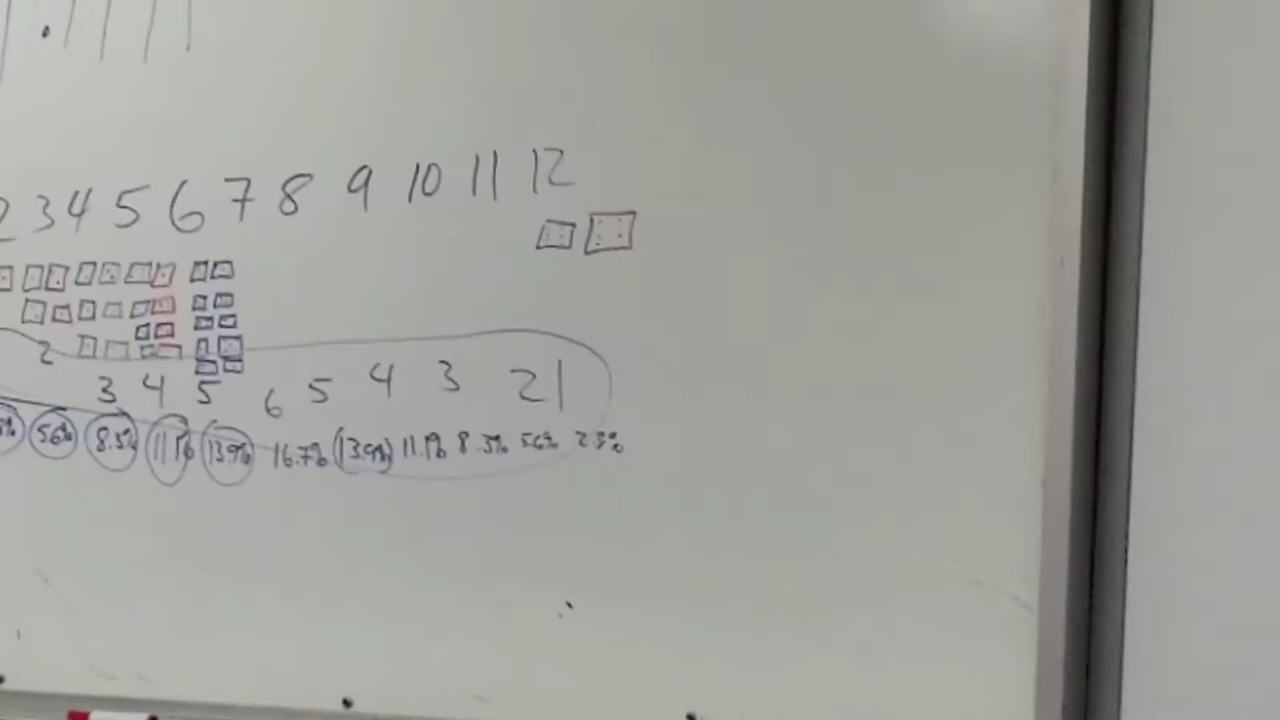 2 3 4 5 6 7 8 9 10 11 12
2
3 4 5 6 5 4 3 2 1
5.6% 8.5% 11.1% 13.9% 16.7% 13.9% 11.1% 8.3% 5.6% 2.3%